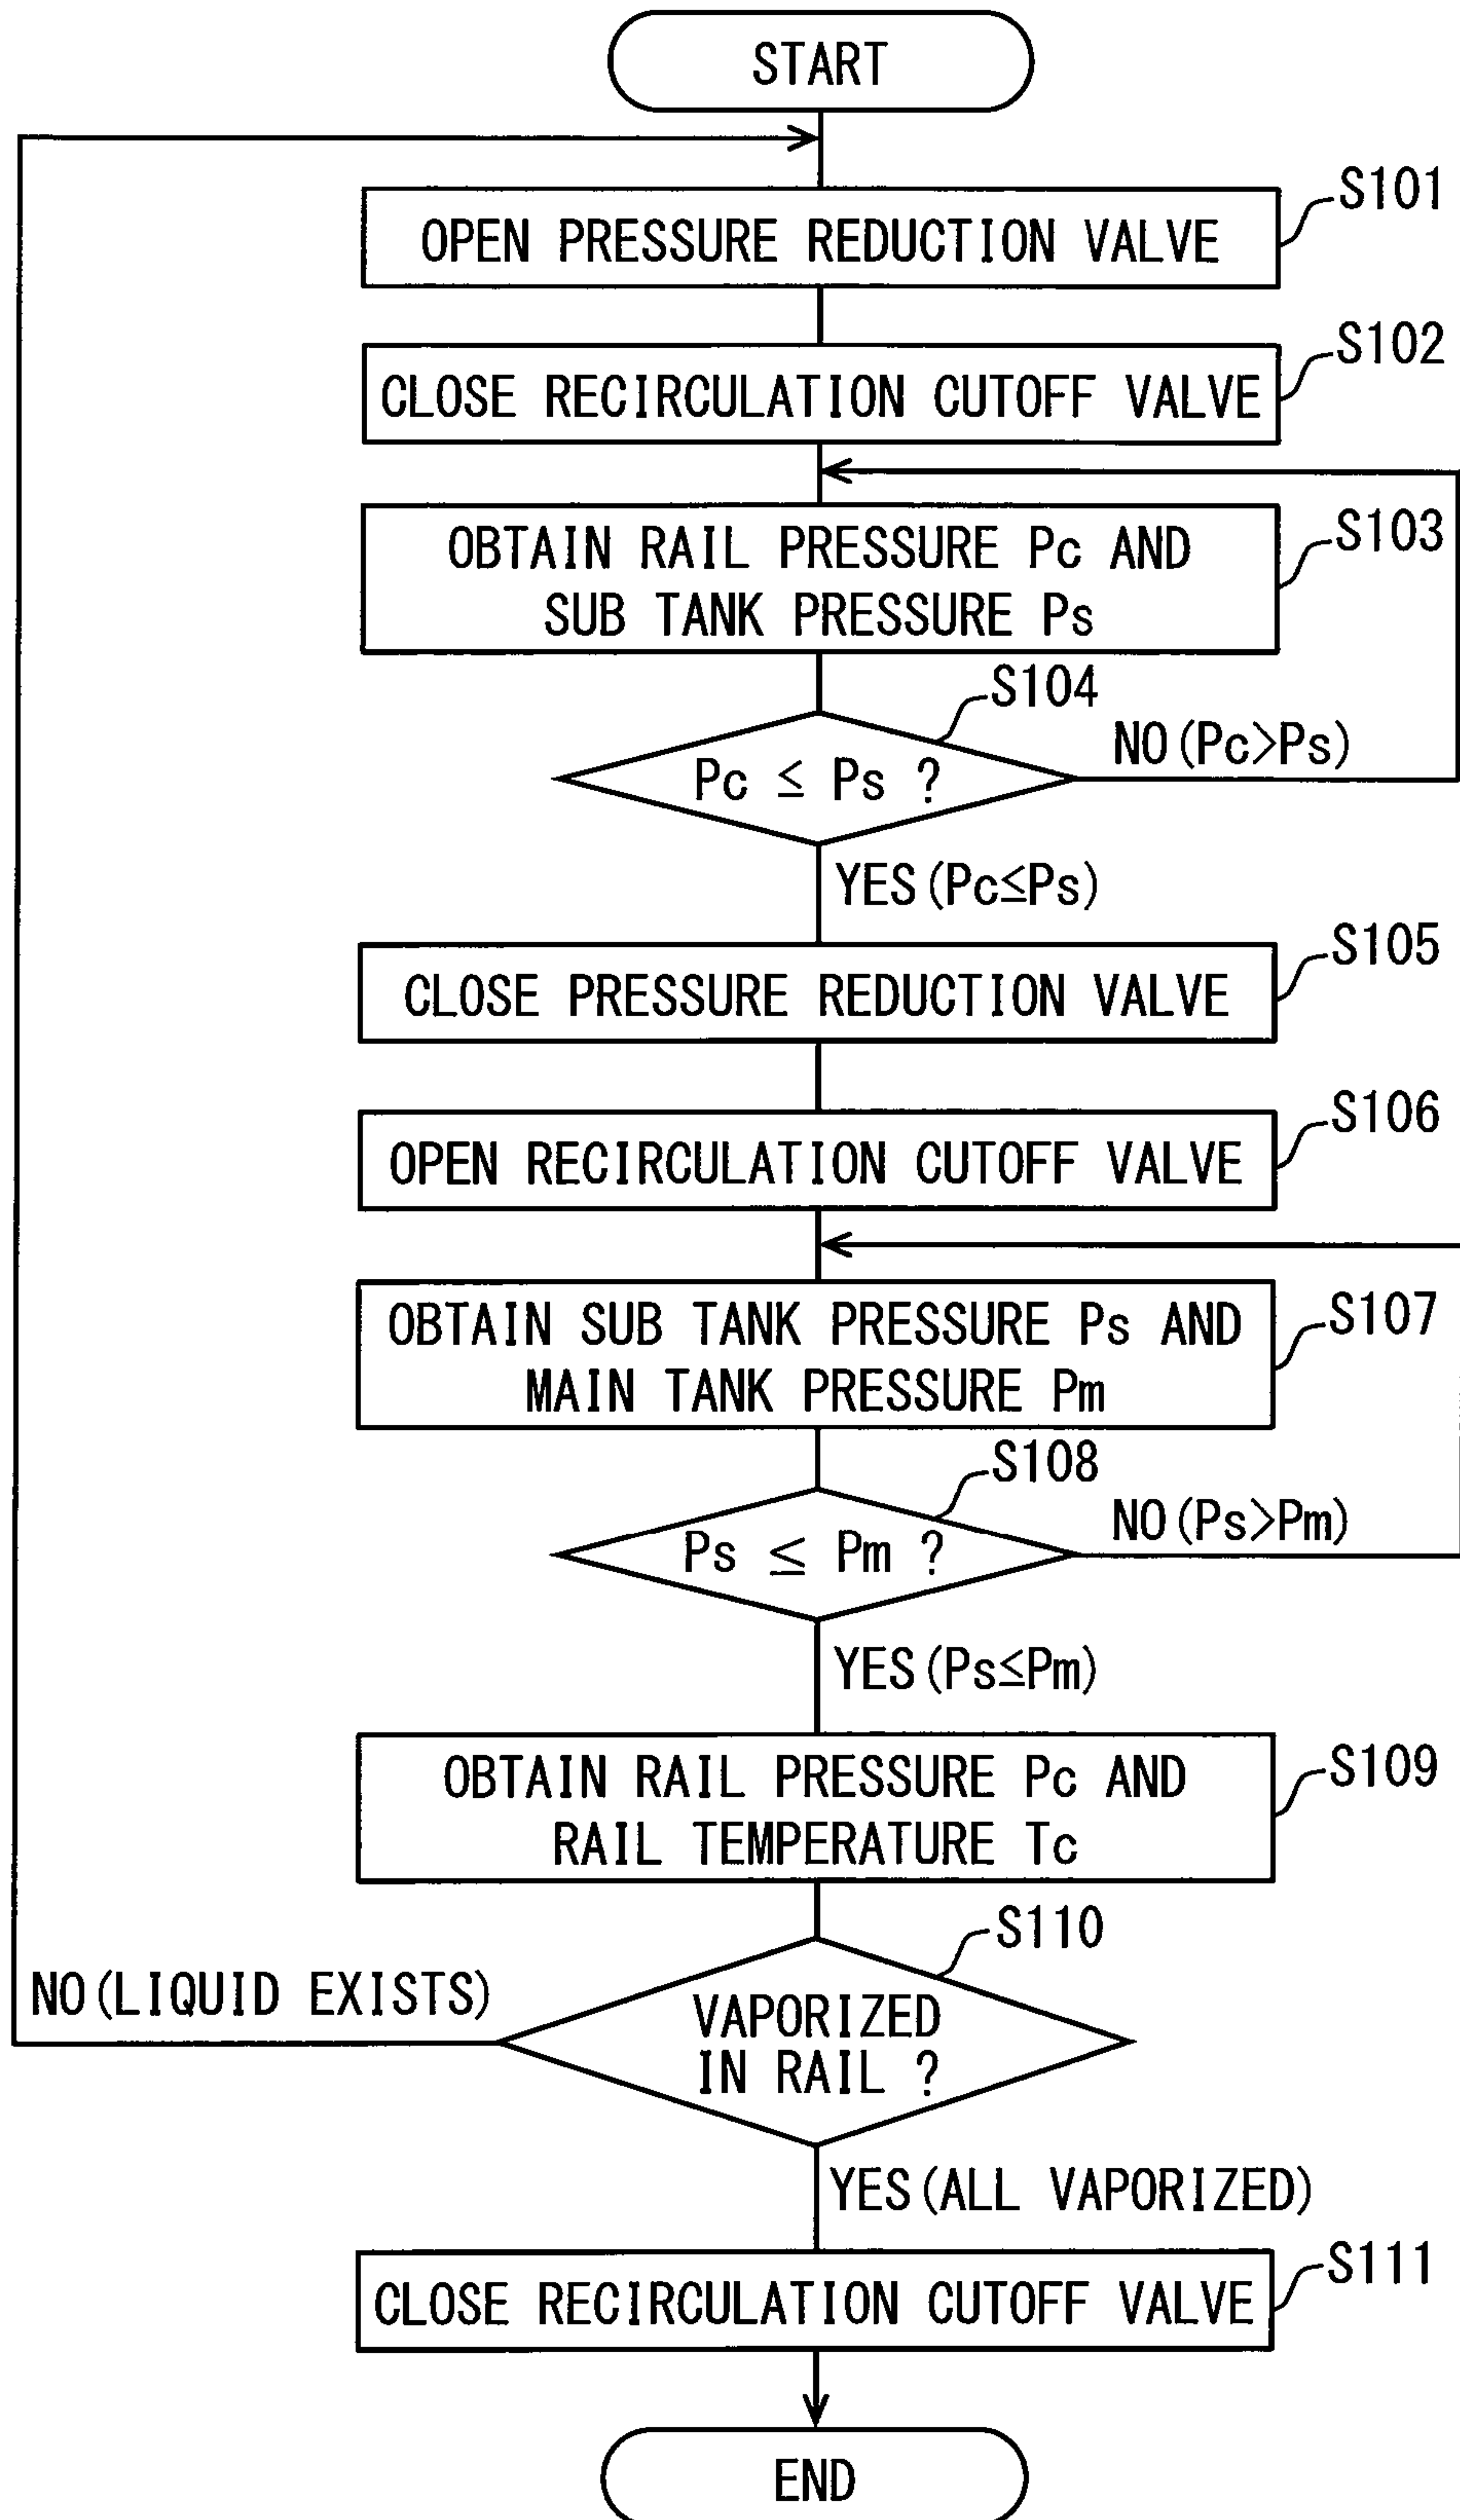 START
S101
OPEN PRESSURE REDUCTION VALVE
S102
CLOSE RECIRCULATION CUTOFF VALVE
S103
OBTAIN RAIL PRESSURE Pc AND
SUB TANK PRESSURE Ps
S104
Pc ≤ Ps ?
NO(Pc>Ps)
YES(Pc≤Ps)
S105
CLOSE PRESSURE REDUCTION VALVE
S106
OPEN RECIRCULATION CUTOFF VALVE
S107
OBTAIN SUB TANK PRESSURE Ps AND
MAIN TANK PRESSURE Pm
S108
Ps ≤ Pm ?
NO(Ps>Pm)
YES(Ps≤Pm)
S109
OBTAIN RAIL PRESSURE Pc AND
RAIL TEMPERATURE Tc
S110
NO(LIQUID EXISTS)
VAPORIZED
IN RAIL ?
YES(ALL VAPORIZED)
S111
CLOSE RECIRCULATION CUTOFF VALVE
END